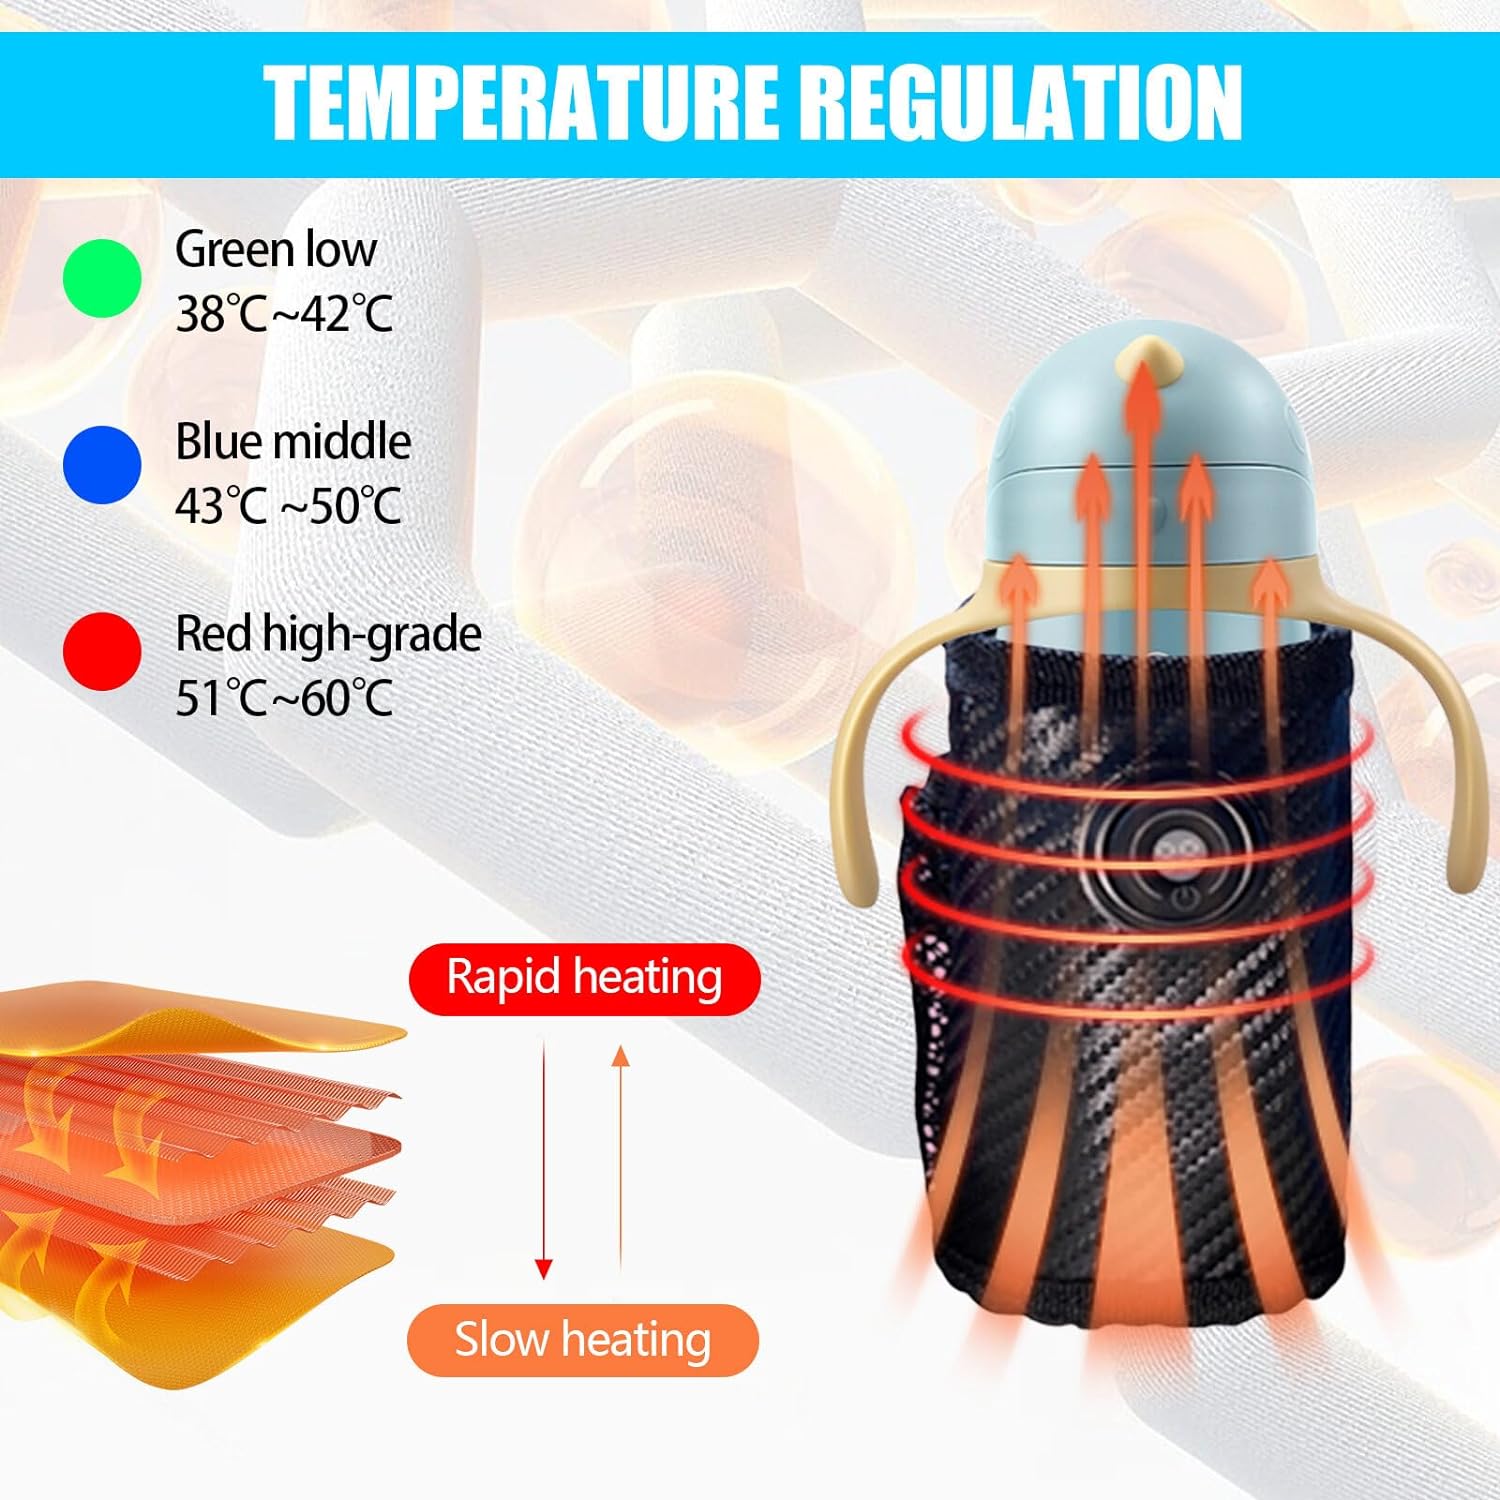 TEMPERATURE REGULATION
Green low
38℃~42℃
Blue middle
43℃ ~50℃
Red high-grade
51℃~60℃
Rapid heating
Slow heating